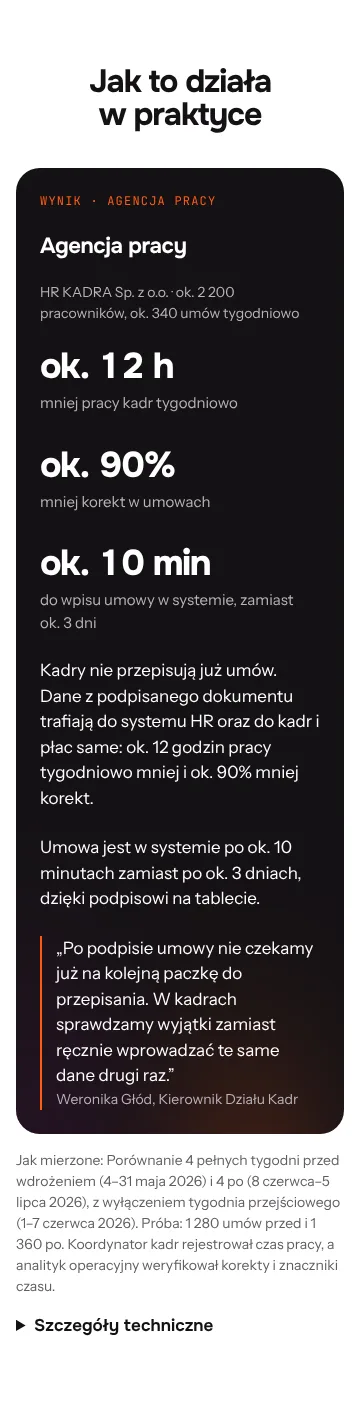 Jak to działa
w praktyce
WYNIK · AGENCJA PRACY
Agencja pracy
HR KADRA Sp. z o.o. · ok. 2 200
pracowników, ok. 340 umów tygodniowo
ok. 12 h
mniej pracy kadr tygodniowo
ok. 90%
mniej korekt w umowach
ok. 10 min
do wpisu umowy w systemie, zamiast
ok. 3 dni
Kadry nie przepisują już umów.
Dane z podpisanego dokumentu
trafiają do systemu HR oraz do kadr i
płac same: ok. 12 godzin pracy
tygodniowo mniej i ok. 90% mniej
korekt.
Umowa jest w systemie po ok. 10
minutach zamiast po ok. 3 dniach,
dzięki podpisowi na tablecie.
„Po podpisie umowy nie czekamy
już na kolejną paczkę do
przepisania. W kadrach
sprawdzamy wyjątki zamiast
ręcznie wprowadzać te same
dane drugi raz.”
Weronika Głód, Kierownik Działu Kadr
Jak mierzone: Porównanie 4 pełnych tygodni przed
wdrożeniem (4–31 maja 2026) i 4 po (8 czerwca–5
lipca 2026), z wyłączeniem tygodnia przejściowego
(1–7 czerwca 2026). Próba: 1 280 umów przed i 1
360 po. Koordynator kadr rejestrował czas pracy, a
analityk operacyjny weryfikował korekty i znaczniki
czasu.
Szczegóły techniczne